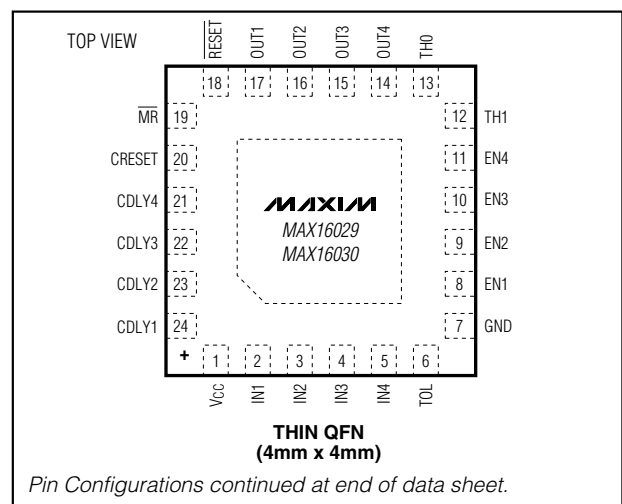 TOP VIEW
RESET
OUT1
OUT2
OUT3
OUT4
TH0
18
17
16
15
14
13
MR
19
12
TH1
CRESET
20
11
EN4
CDLY4
21
MAXIM
10
EN3
CDLY3
22
MAX16029
MAX16030
9
EN2
CDLY2
23
8
EN1
CDLY1
24
7
GND
+
1
2
3
4
5
6
VCC
IN1
IN2
IN3
IN4
TOL
THIN QFN
(4mm x 4mm)
Pin Configurations continued at end of data sheet.